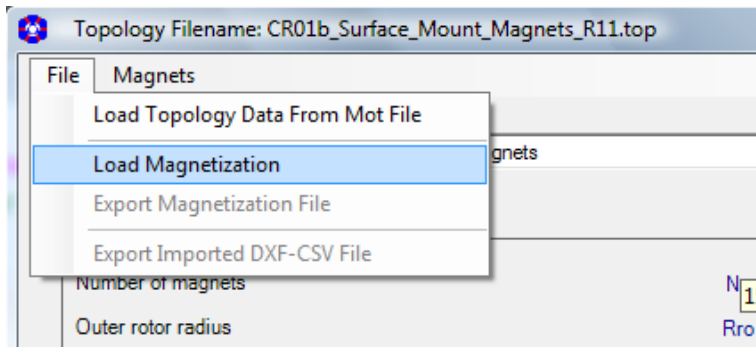 Topology Filename: CR01b_Surface_Mount_Magnets_R11.top
File Magnets
Load Topology Data From Mot File
Load Magnetization
gnets
Export Magnetization File
Export Imported DXF-CSV File
Number of magnets N 1
Outer rotor radius Rro